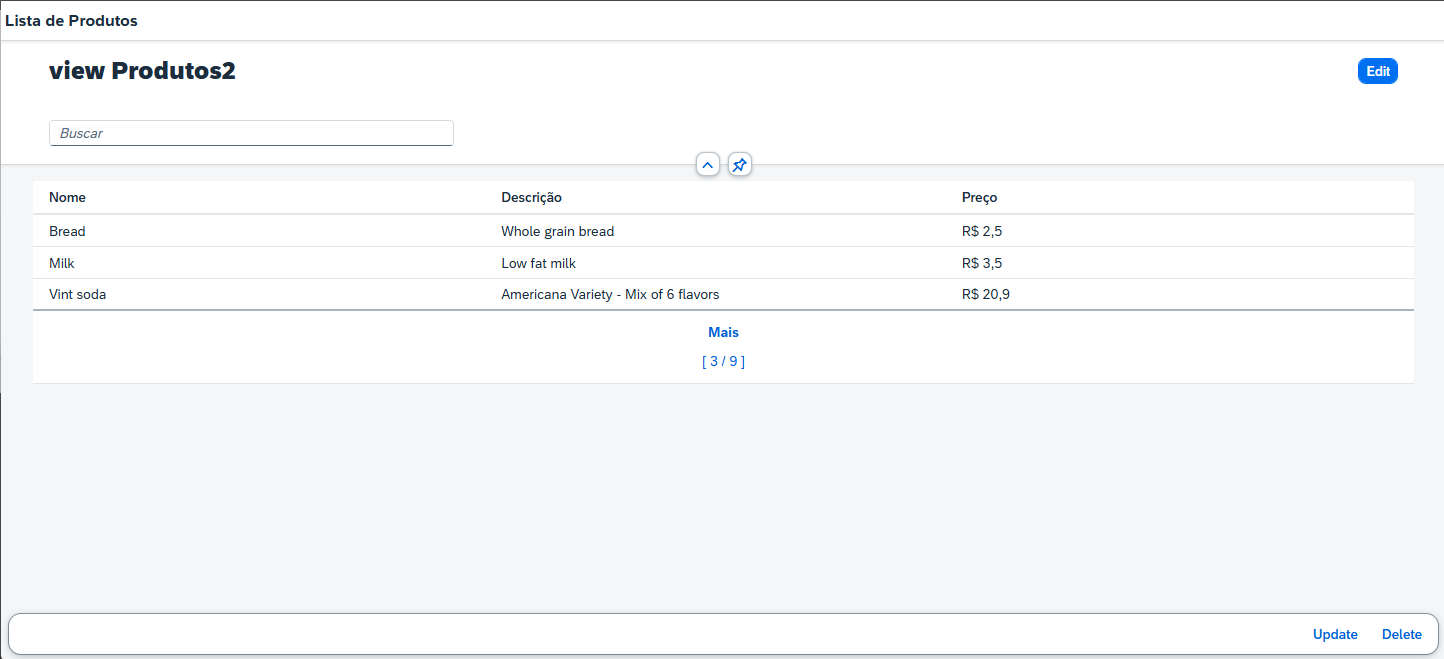 Lista de Produtos
view Produtos2 Edit
Buscar
Nome Descrição Preço
Bread Whole grain bread R$ 2,5
Milk Low fat milk R$ 3,5
Vint soda Americana Variety - Mix of 6 flavors R$ 20,9
Mais
[ 3 / 9 ]
Update Delete